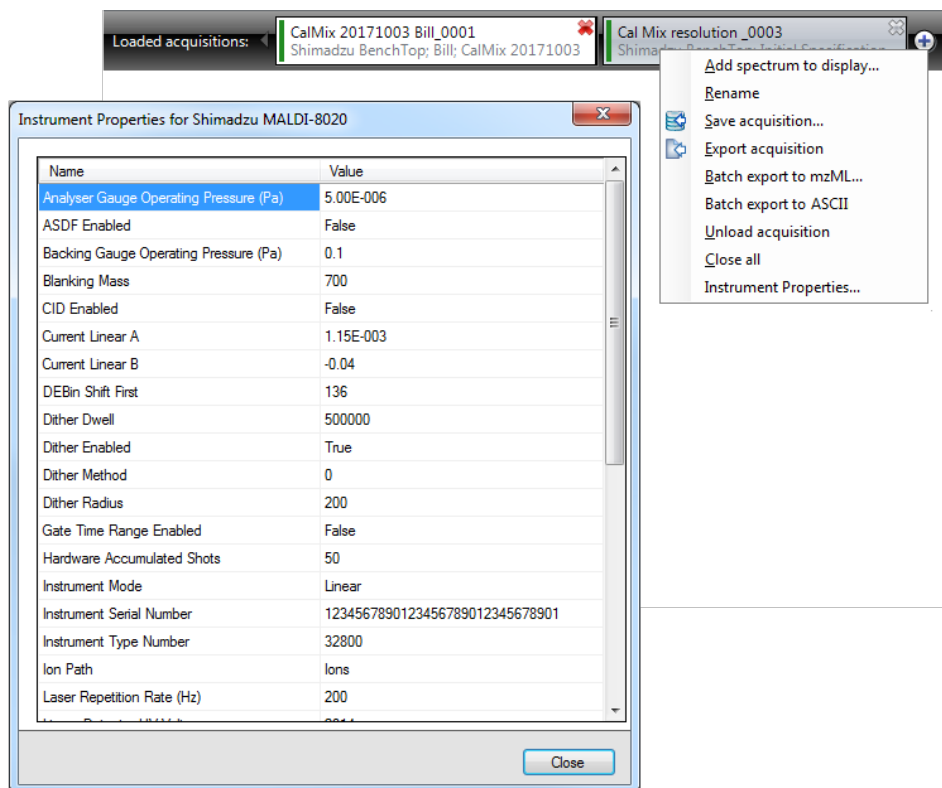 Loaded acquisitions:
CalMix 20171003 Bill_0001
Shimadzu BenchTop; Bill; CalMix 20171003
Cal Mix resolution _0003
Shimadzu BenchTop; Initial Specification
Add spectrum to display...
Rename
Save acquisition...
Export acquisition
Batch export to mzML...
Batch export to ASCII
Unload acquisition
Close all
Instrument Properties...
Instrument Properties for Shimadzu MALDI-8020
Name Value
Analyser Gauge Operating Pressure (Pa) 5.00E-006
ASDF Enabled False
Backing Gauge Operating Pressure (Pa) 0.1
Blanking Mass 700
CID Enabled False
Current Linear A 1.15E-003
Current Linear B -0.04
DEBin Shift First 136
Dither Dwell 500000
Dither Enabled True
Dither Method 0
Dither Radius 200
Gate Time Range Enabled False
Hardware Accumulated Shots 50
Instrument Mode Linear
Instrument Serial Number 1234567890123456789012345678901
Instrument Type Number 32800
Ion Path Ions
Laser Repetition Rate (Hz) 200
Close